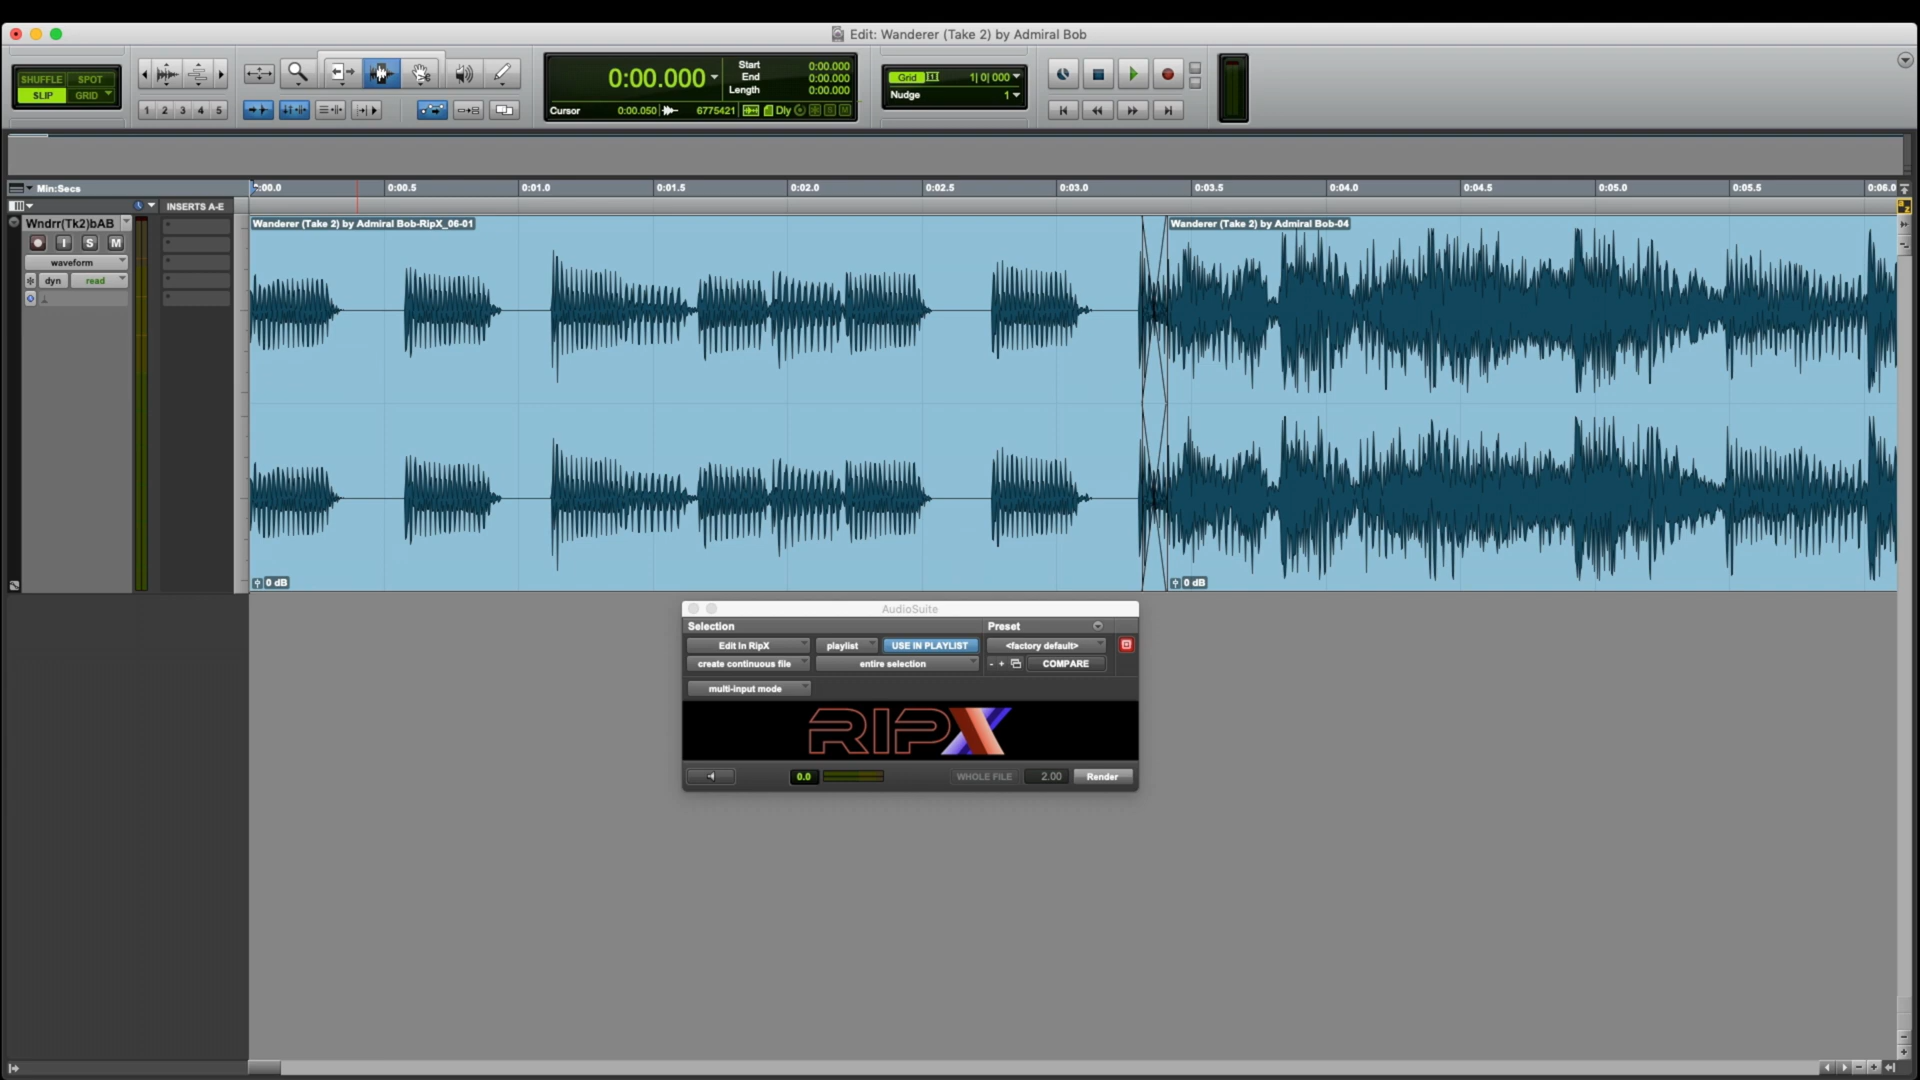 Edit: Wanderer (Take 2) by Admiral Bob
SHUFFLE SPOT
SLIP GRID
1 2 3 4 5
0:00.000
Start 0:00.000
End 0:00.000
Length 0:00.000
Cursor 0:00.050 6775421 Dly
Grid 1| 0| 000
Nudge 1
Min:Secs
0:00.0 0:00.5 0:01.0 0:01.5 0:02.0 0:02.5 0:03.0 0:03.5 0:04.0 0:04.5 0:05.0 0:05.5 0:06.0
INSERTS A-E
Wndrr(Tk2)bAB
I S M
waveform
dyn read
Wanderer (Take 2) by Admiral Bob-RipX_06-01
Wanderer (Take 2) by Admiral Bob-04
0 dB
0 dB
AudioSuite
Selection Preset
Edit In RipX playlist USE IN PLAYLIST <factory default>
create continuous file entire selection - + COMPARE
multi-input mode
RIPX
0.0 WHOLE FILE 2.00 Render